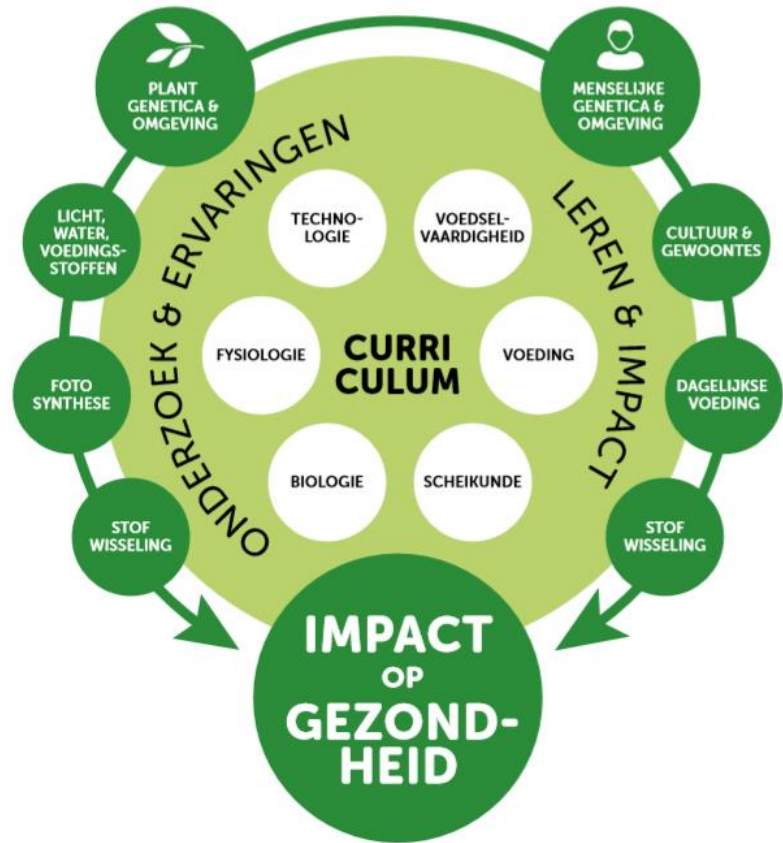 PLANT
GENETICA &
OMGEVING
MENSELIJKE
GENETICA &
OMGEVING
ONDERZOEK & ERVARINGEN
LEREN & IMPACT
LICHT,
WATER,
VOEDINGS-
STOFFEN
TECHNO-
LOGIE
VOEDSEL-
VAARDIGHEID
CULTUUR &
GEWOONTES
FYSIOLOGIE
CURRI
CULUM
VOEDING
FOTO
SYNTHESE
DAGELIJKSE
VOEDING
BIOLOGIE
SCHEIKUNDE
STOF
WISSELING
STOF
WISSELING
IMPACT
OP
GEZOND-
HEID